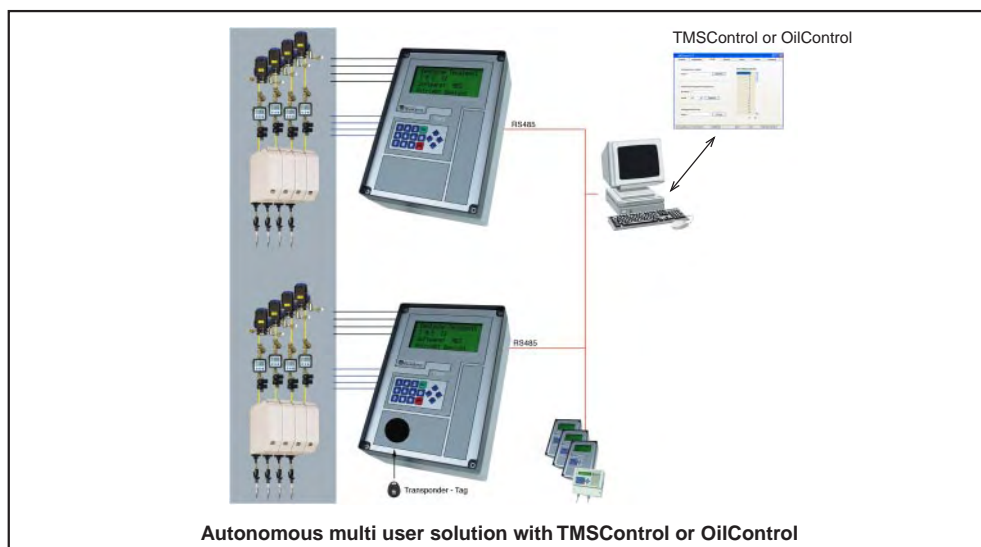 TMSControl or OilControl
RS485
RS485
Transponder - Tag
Autonomous multi user solution with TMSControl or OilControl